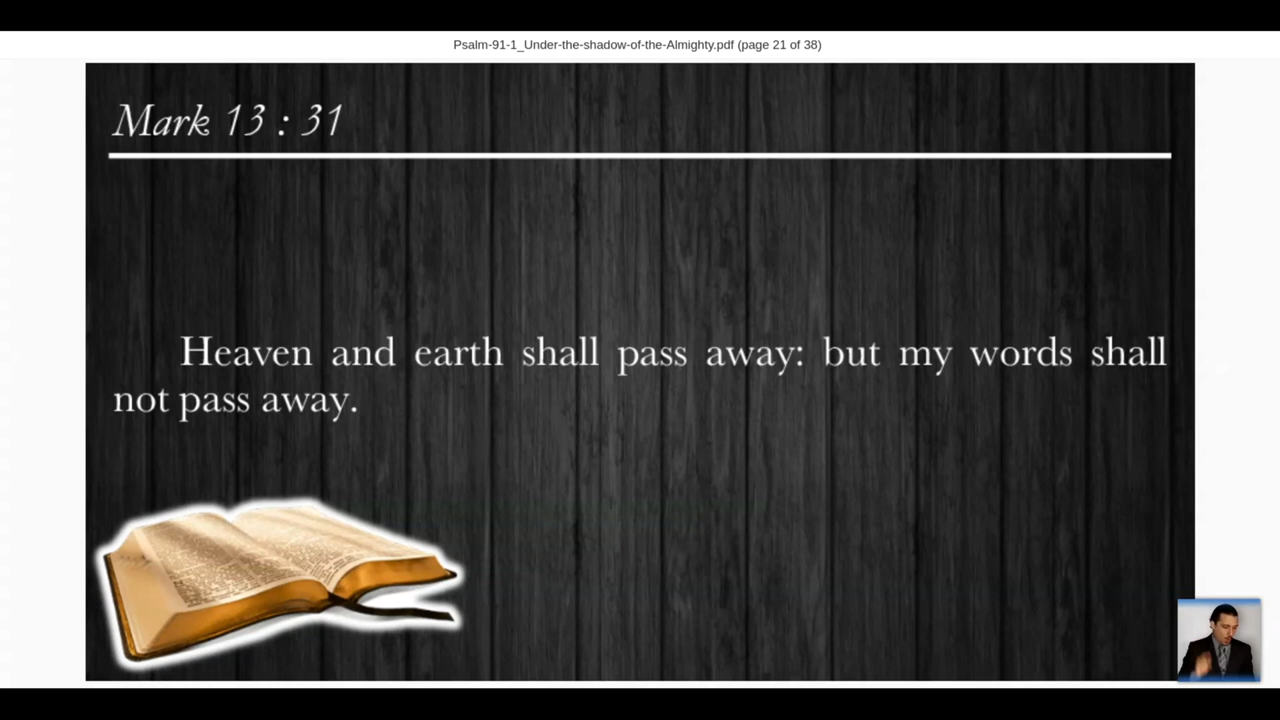 Psalm-91-1_Under-the-shadow-of-the-Almighty.pdf (page 21 of 38)
Mark 13 : 31
Heaven and earth shall pass away: but my words shall
not pass away.